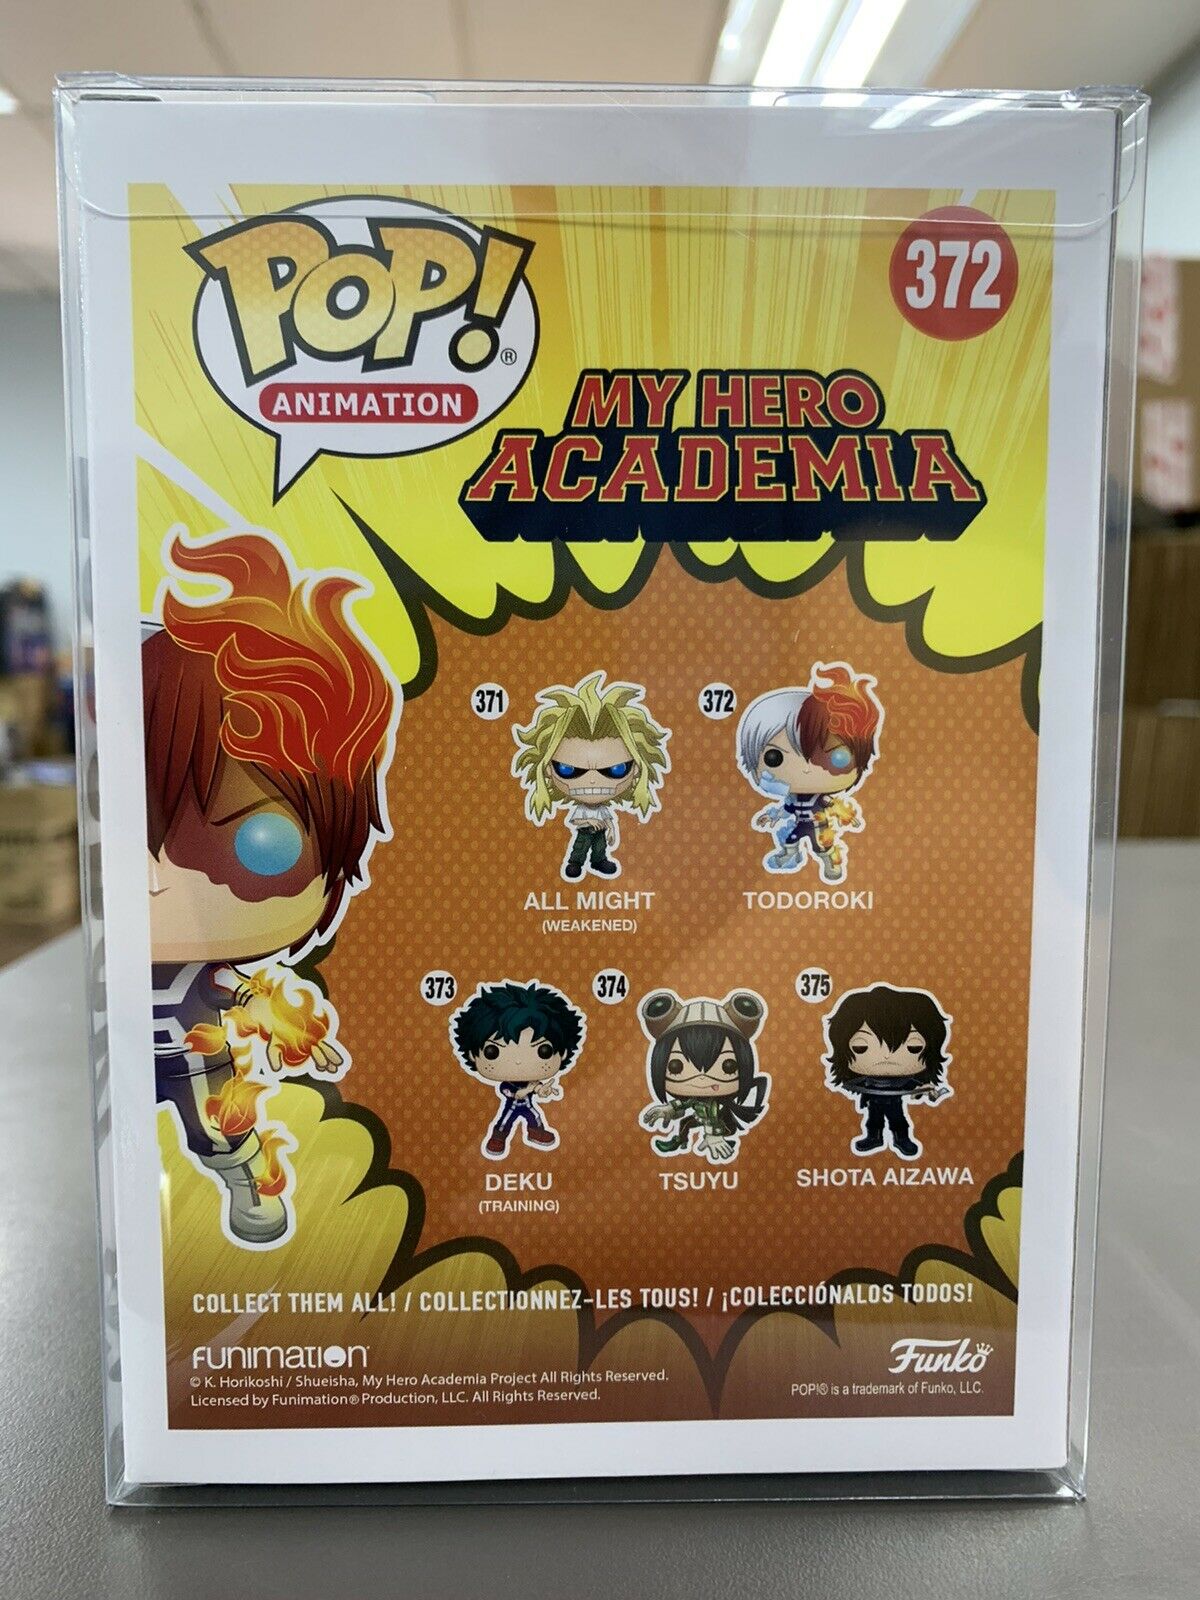 POP!®
ANIMATION
372
MY HERO
ACADEMIA
371
ALL MIGHT
(WEAKENED)
372
TODOROKI
373
DEKU
(TRAINING)
374
TSUYU
375
SHOTA AIZAWA
COLLECT THEM ALL! / COLLECTIONNEZ-LES TOUS! / ¡COLECCIÓNALOS TODOS!
FUNIMATION
© K. Horikoshi / Shueisha, My Hero Academia Project All Rights Reserved.
Licensed by Funimation® Production, LLC. All Rights Reserved.
Funko
POP!® is a trademark of Funko, LLC.